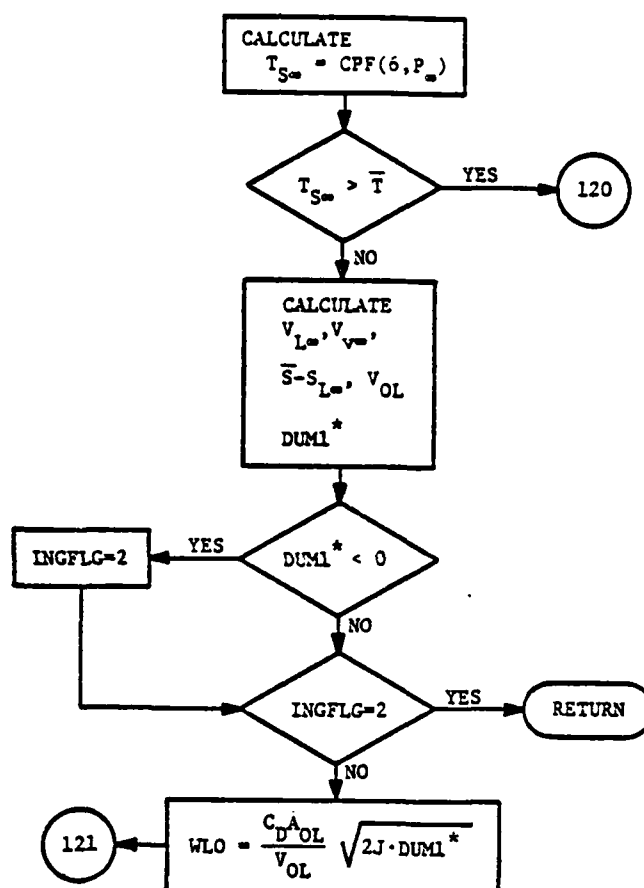 CALCULATE
T_S∞ = CPF(6,P_∞)
T_S∞ > T̅
YES
120
NO
CALCULATE
V_L∞,V_v∞,
S̅-S_L∞, V_OL
DUM1*
DUM1* < 0
YES
INGFLG=2
NO
INGFLG=2
YES
RETURN
NO
121
WLO = C_D A_OL / V_OL √2J·DUM1*